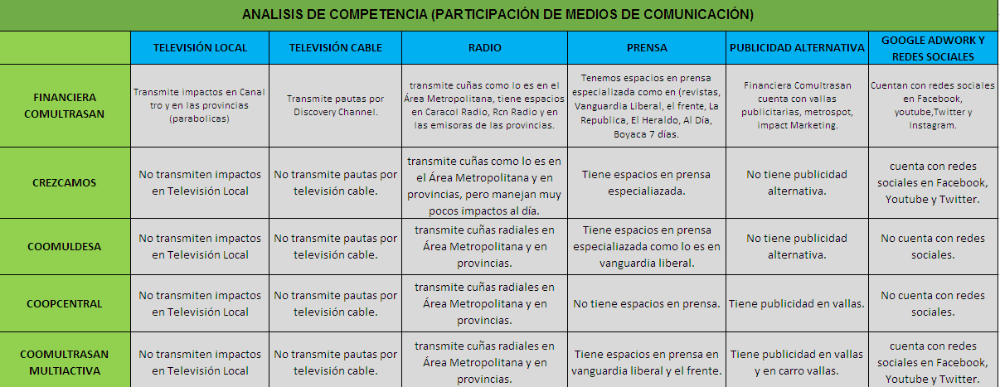 ANALISIS DE COMPETENCIA (PARTICIPACIÓN DE MEDIOS DE COMUNICACIÓN)
TELEVISIÓN LOCAL
TELEVISIÓN CABLE
RADIO
PRENSA
PUBLICIDAD ALTERNATIVA
GOOGLE ADWORK Y
REDES SOCIALES
FINANCIERA
COMULTRASAN
Transmite impactos en Canal
tro y en las provincias
(parabolicas)
Transmite pautas por
Discovery Channel.
transmite cuñas como lo es en el
Área Metropolitana, tiene espacios
en Caracol Radio, Rcn Radio y en
las emisoras de las provincias.
Tenemos espacios en prensa
especializada como en (revistas,
Vanguardia Liberal, el frente, La
Republica, El Heraldo, Al Día,
Boyaca 7 días.
Financiera Comultrasan
cuenta con vallas
publicitarias, metrospot,
impact Marketing.
Cuentan con redes sociales
en Facebook,
youtube,Twitter y
Instagram.
CREZCAMOS
No transmiten impactos
en Televisión Local
No transmite pautas por
televisión cable.
transmite cuñas como lo es en
el Área Metropolitana y en
provincias, pero manejan muy
pocos impactos al día.
Tiene espacios en prensa
especialiazada.
No tiene publicidad
alternativa.
cuenta con redes
sociales en Facebook,
Youtube y Twitter.
COOMULDESA
No transmiten impactos
en Televisión Local
No transmite pautas por
televisión cable.
transmite cuñas radiales en
Área Metropolitana y en
provincias.
Tiene espacios en prensa
especialiazada como lo es en
vanguardia liberal.
No tiene publicidad
alternativa.
No cuenta con redes
sociales.
COOPCENTRAL
No transmiten impactos
en Televisión Local
No transmite pautas por
televisión cable.
transmite cuñas radiales en
Área Metropolitana y en
provincias.
No tiene espacios en prensa.
Tiene publicidad en vallas.
No cuenta con redes
sociales.
COOMULTRASAN
MULTIACTIVA
No transmiten impactos
en Televisión Local
No transmite pautas por
televisión cable.
transmite cuñas radiales en
Área Metropolitana y en
provincias.
Tiene espacios en prensa en
vanguardia liberal y el frente.
Tiene publicidad en vallas
y en carro vallas.
cuenta con redes
sociales en Facebook,
Youtube y Twitter.